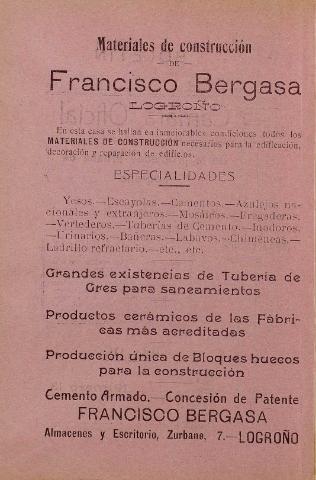 Materiales de construcción
— DE —
Francisco Bergasa
LOGROÑO
En esta casa se hallan en inmejorables condiciones todos los
MATERIALES DE CONSTRUCCIÓN necesarios para la edificación,
decoración y reparación de edificios.
ESPECIALIDADES
Yesos.—Escayolas.—Cementos.—Azulejos na-
cionales y extranjeros.—Mosáicos.—Fregaderas.
—Vertederos.—Tuberías de Cemento.—Inodoros.
—Urinarios.—Bañeras.—Labavos.—Chimeneas.—
Ladrillo refractario.—etc., etc.
Grandes existencias de Tubería de
Gres para saneamientos
Productos cerámicos de las Fábri-
cas más acreditadas
Producción única de Bloques huecos
para la construcción
Cemento Armado.—Concesión de Patente
FRANCISCO BERGASA
Almacenes y Escritorio, Zurbano, 7.—LOGROÑO